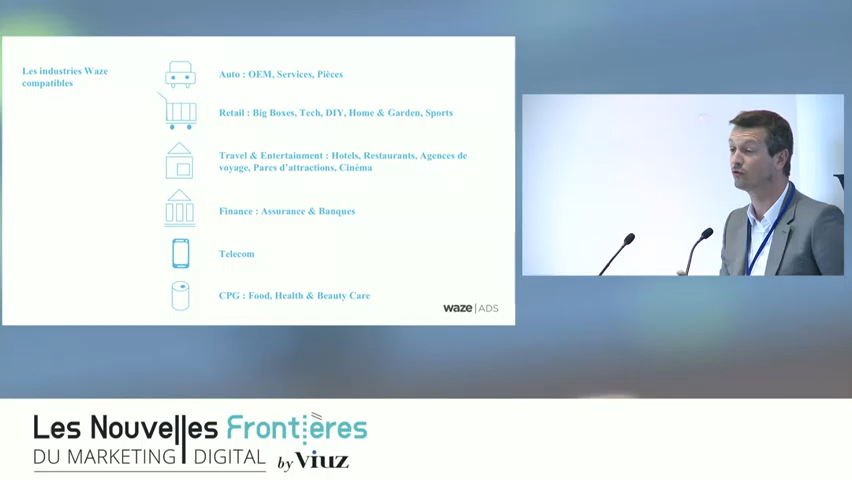 Les industries Waze
compatibles
Auto : OEM, Services, Pièces
Retail : Big Boxes, Tech, DIY, Home & Garden, Sports
Travel & Entertainment : Hotels, Restaurants, Agences de
voyage, Parcs d'attractions, Cinéma
Finance : Assurance & Banques
Telecom
CPG : Food, Health & Beauty Care
waze | ADS
Les Nouvelles Frontières
DU MARKETING DIGITAL by Viuz